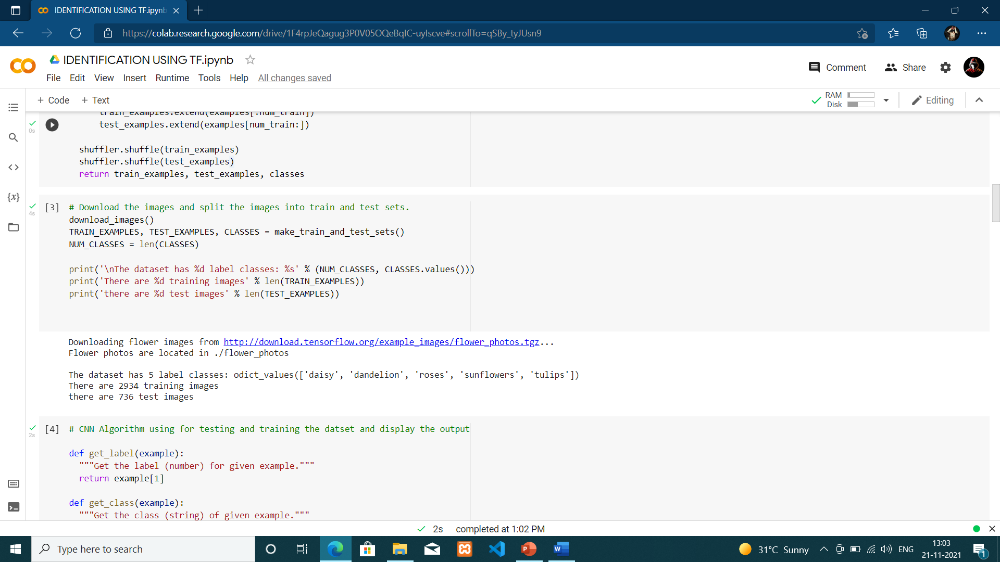 IDENTIFICATION USING TF.ipynb
https://colab.research.google.com/drive/1F4rpJeQagug3P0V05OQeBqIC-uyIscve#scrollTo=qSBy_tyJUsn9
IDENTIFICATION USING TF.ipynb
Comment Share
File Edit View Insert Runtime Tools Help All changes saved
+ Code + Text
RAM
Disk
Editing
train_examples.extend(examples[:num_train])
0s
test_examples.extend(examples[num_train:])
shuffler.shuffle(train_examples)
shuffler.shuffle(test_examples)
return train_examples, test_examples, classes
4s
[3] # Download the images and split the images into train and test sets.
download_images()
TRAIN_EXAMPLES, TEST_EXAMPLES, CLASSES = make_train_and_test_sets()
NUM_CLASSES = len(CLASSES)
print('\nThe dataset has %d label classes: %s' % (NUM_CLASSES, CLASSES.values()))
print('There are %d training images' % len(TRAIN_EXAMPLES))
print('there are %d test images' % len(TEST_EXAMPLES))
Downloading flower images from http://download.tensorflow.org/example_images/flower_photos.tgz...
Flower photos are located in ./flower_photos
The dataset has 5 label classes: odict_values(['daisy', 'dandelion', 'roses', 'sunflowers', 'tulips'])
There are 2934 training images
there are 736 test images
2s
[4] # CNN Algorithm using for testing and training the datset and display the output
def get_label(example):
"""Get the label (number) for given example."""
return example[1]
def get_class(example):
"""Get the class (string) of given example."""
2s completed at 1:02 PM
Type here to search
31°C Sunny
ENG
13:03
21-11-2021
1